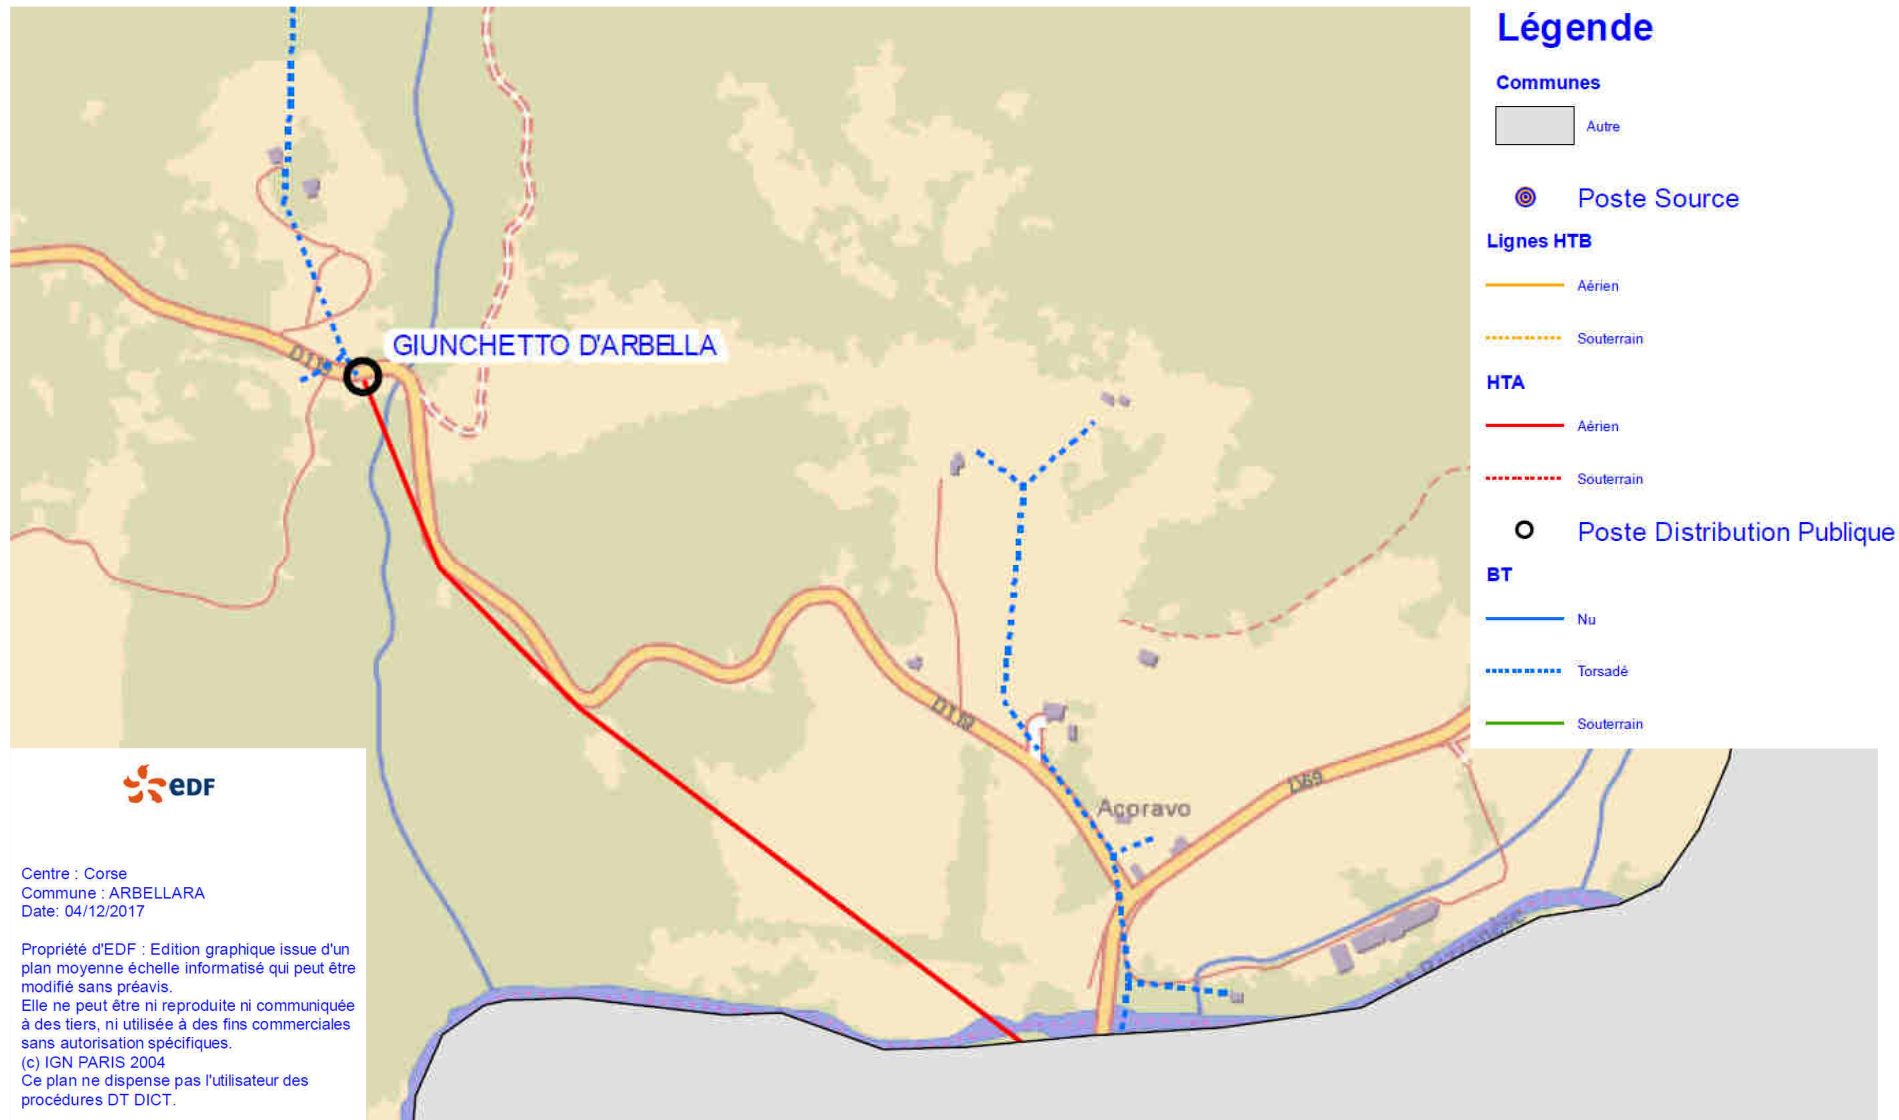 GIUNCHETTO D'ARBELLA
Acoravo
D69
Légende
Communes
Autre
Poste Source
Lignes HTB
Aérien
Souterrain
HTA
Aérien
Souterrain
Poste Distribution Publique
BT
Nu
Torsadé
Souterrain
eDF
Centre : Corse
Commune : ARBELLARA
Date: 04/12/2017
Propriété d'EDF : Edition graphique issue d'un
plan moyenne échelle informatisé qui peut être
modifié sans préavis.
Elle ne peut être ni reproduite ni communiquée
à des tiers, ni utilisée à des fins commerciales
sans autorisation spécifiques.
(c) IGN PARIS 2004
Ce plan ne dispense pas l'utilisateur des
procédures DT DICT.